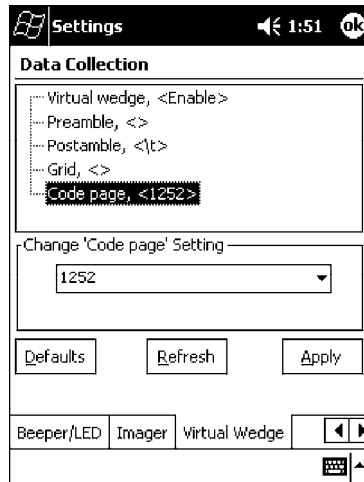 Settings 1:51 ok
Data Collection
Virtual wedge, <Enable>
Preamble, <>
Postamble, <\t>
Grid, <>
Code page, <1252>
Change 'Code page' Setting
1252
Defaults Refresh Apply
Beeper/LED Imager Virtual Wedge